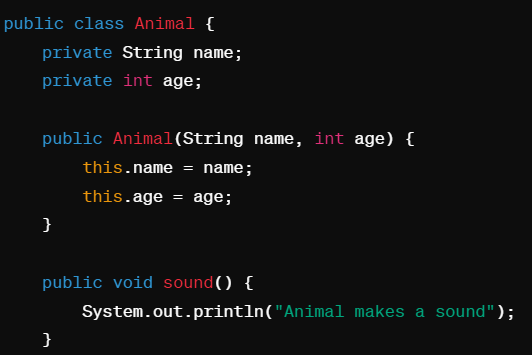 public class Animal {
    private String name;
    private int age;

    public Animal(String name, int age) {
        this.name = name;
        this.age = age;
    }

    public void sound() {
        System.out.println("Animal makes a sound");
    }